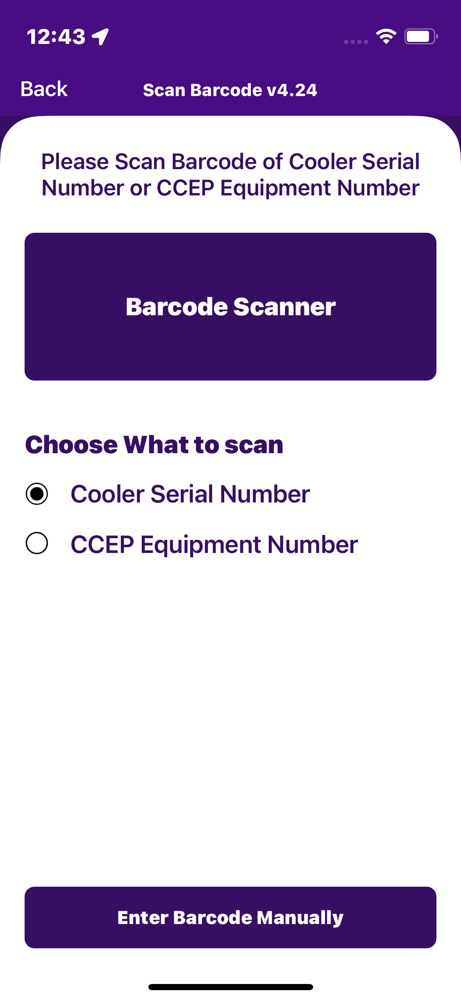 12:43
Back
Scan Barcode v4.24
Please Scan Barcode of Cooler Serial
Number or CCEP Equipment Number
Barcode Scanner
Choose What to scan
Cooler Serial Number
CCEP Equipment Number
Enter Barcode Manually